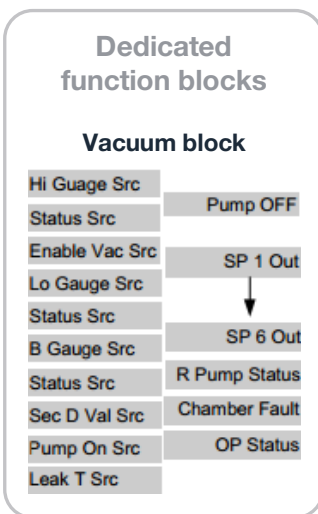 Dedicated
function blocks
Vacuum block
Hi Guage Src
Status Src
Enable Vac Src
Lo Gauge Src
Status Src
B Gauge Src
Status Src
Sec D Val Src
Pump On Src
Leak T Src
Pump OFF
SP 1 Out
SP 6 Out
R Pump Status
Chamber Fault
OP Status